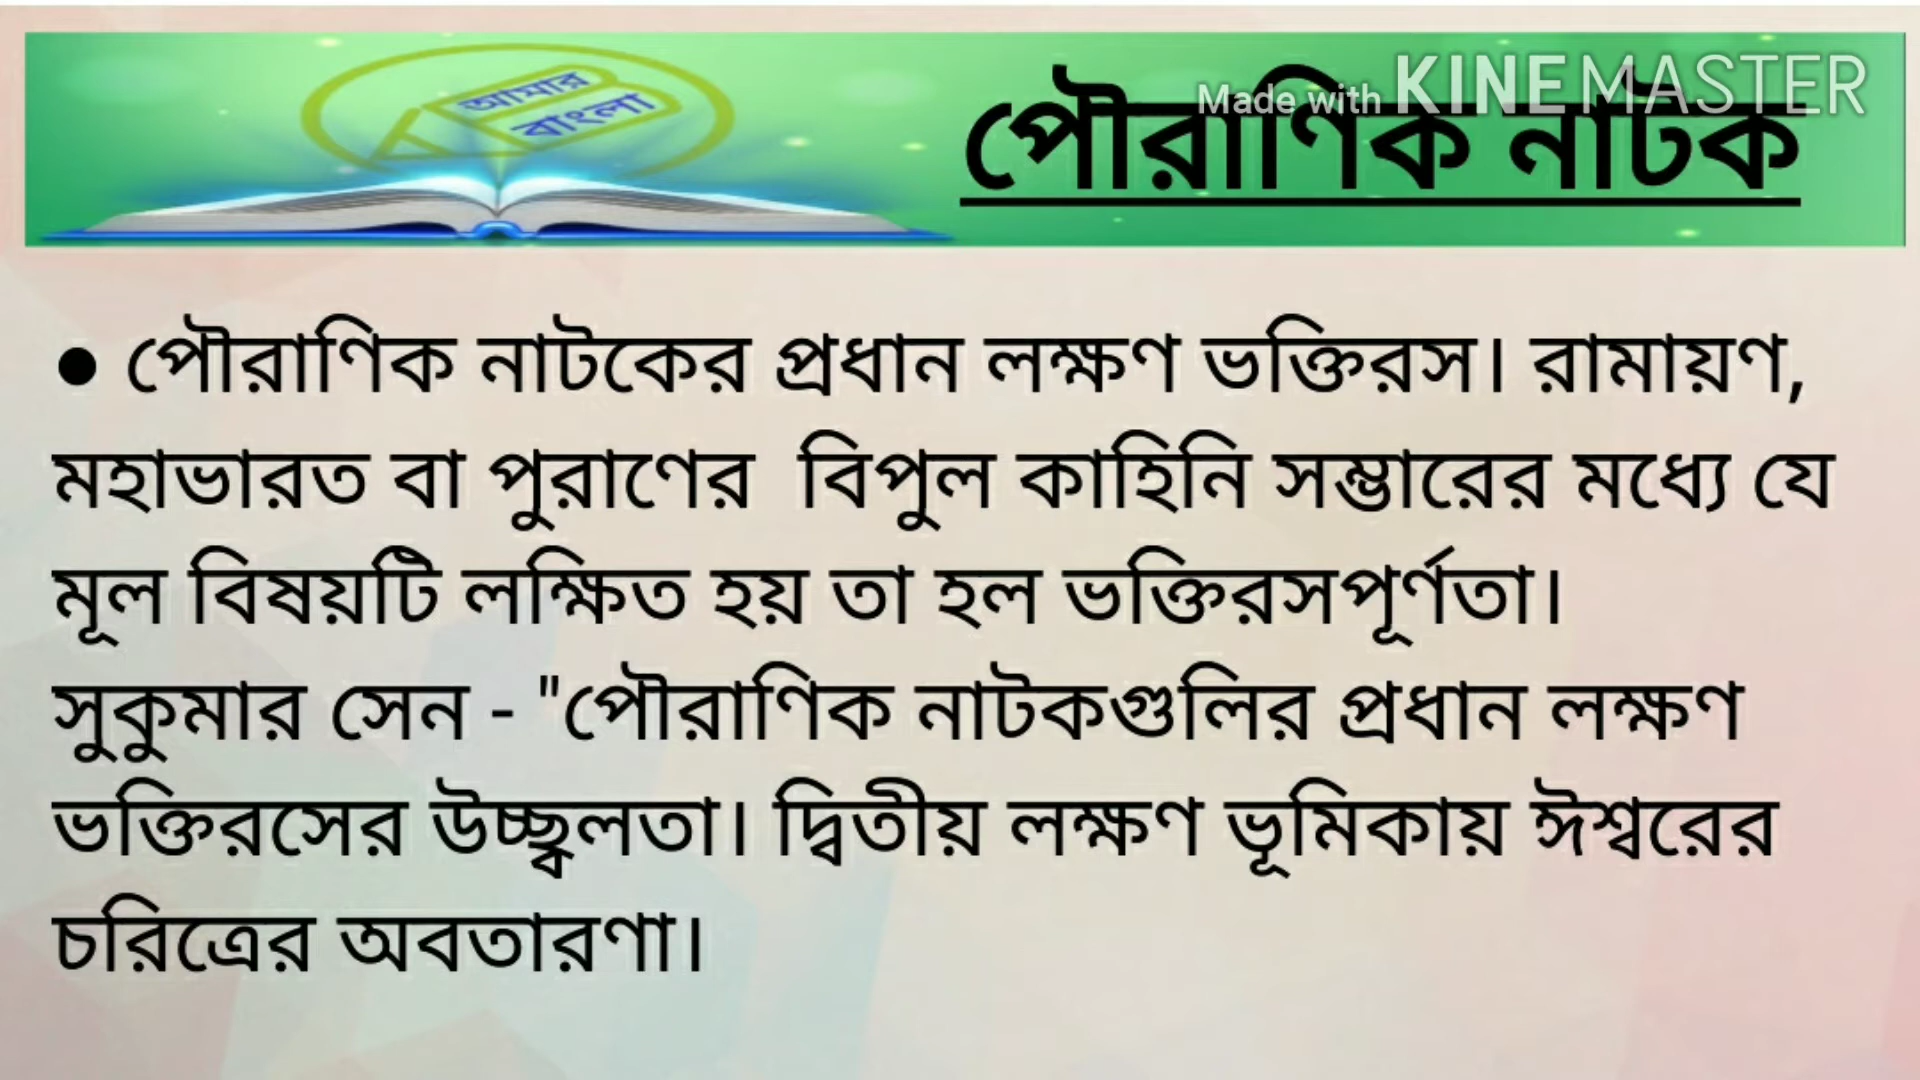 আমার
বাংলা
Made with KINEMASTER
পৌরাণিক নাটক
● পৌরাণিক নাটকের প্রধান লক্ষণ ভক্তিরস। রামায়ণ,
মহাভারত বা পুরাণের বিপুল কাহিনি সম্ভারের মধ্যে যে
মূল বিষয়টি লক্ষিত হয় তা হল ভক্তিরসপূর্ণতা।
সুকুমার সেন - "পৌরাণিক নাটকগুলির প্রধান লক্ষণ
ভক্তিরসের উচ্ছ্বলতা। দ্বিতীয় লক্ষণ ভূমিকায় ঈশ্বরের
চরিত্রের অবতারণা।